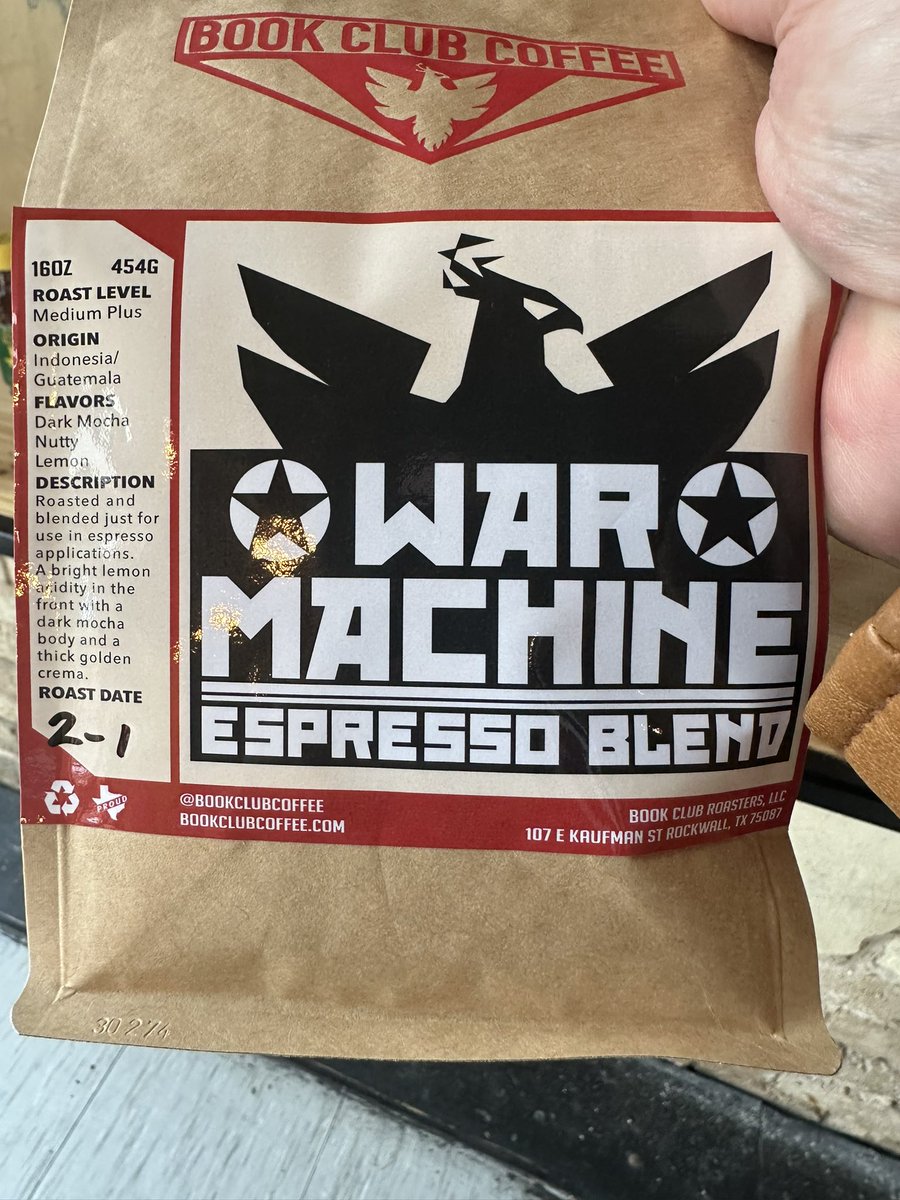 BOOK CLUB COFFEE
16OZ 454G
ROAST LEVEL
Medium Plus
ORIGIN
Indonesia/
Guatemala
FLAVORS
Dark Mocha
Nutty
Lemon
DESCRIPTION
Roasted and
blended just for
use in espresso
applications.
A bright lemon
acidity in the
front with a
dark mocha
body and a
thick golden
crema.
ROAST DATE
2-1
PROUD
WAR
MACHINE
ESPRESSO BLEND
@BOOKCLUBCOFFEE
BOOKCLUBCOFFEE.COM
BOOK CLUB ROASTERS, LLC
107 E KAUFMAN ST ROCKWALL, TX 75087
30274